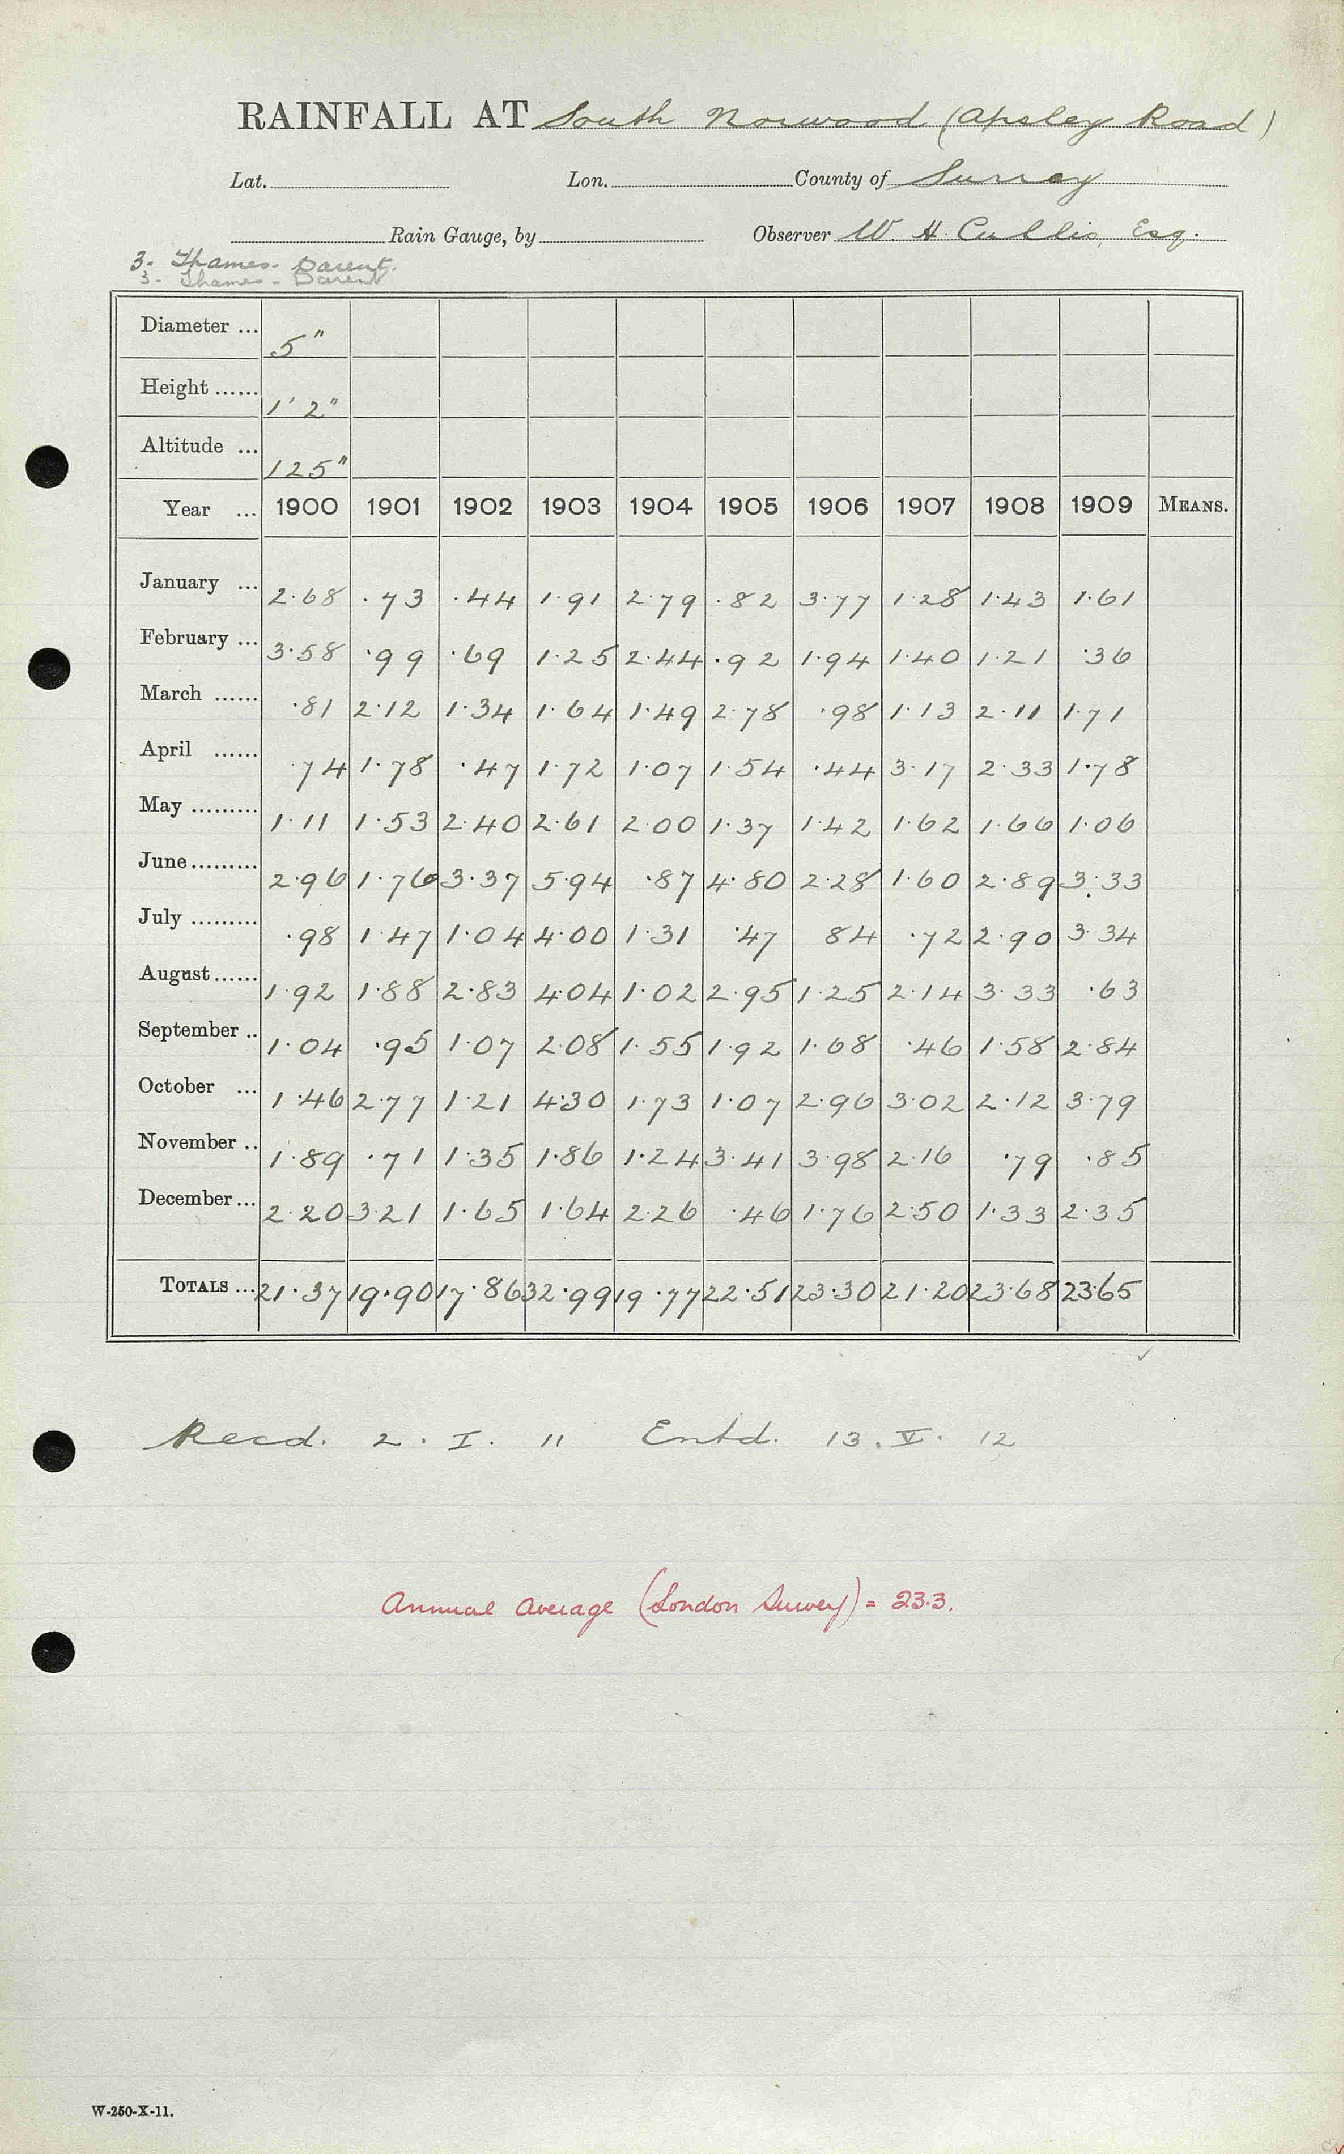 RAINFALL AT South Norwood (Apsley Road)
Lat. Lon. County of Surrey
Rain Gauge, by Observer W. H. Cullis, Esq.
3- Thames- Darent.
3- Thames- Darent
Diameter ... 5"
Height ...... 1' 2"
Altitude ... 125"
Year ... 1900 1901 1902 1903 1904 1905 1906 1907 1908 1909 MEANS.
January ... 2.68 .73 .44 1.91 2.79 .82 3.77 1.28 1.43 1.61
February ... 3.58 .99 .69 1.25 2.44 .92 1.94 1.40 1.21 .36
March ...... .81 2.12 1.34 1.64 1.49 2.78 .98 1.13 2.11 1.71
April ...... .74 1.78 .47 1.72 1.07 1.54 .44 3.17 2.33 1.78
May ......... 1.11 1.53 2.40 2.61 2.00 1.37 1.42 1.62 1.66 1.06
June ......... 2.96 1.76 3.37 5.94 .87 4.80 2.28 1.60 2.89 3.33
July ......... .98 1.47 1.04 4.00 1.31 .47 84 .72 2.90 3.34
August ...... 1.92 1.88 2.83 4.04 1.02 2.95 1.25 2.14 3.33 .63
September .. 1.04 .95 1.07 2.08 1.55 1.92 1.68 .46 1.58 2.84
October ... 1.46 2.77 1.21 4.30 1.73 1.07 2.96 3.02 2.12 3.79
November .. 1.89 .71 1.35 1.86 1.24 3.41 3.98 2.16 .79 .85
December ... 2.20 3.21 1.65 1.64 2.26 .46 1.76 2.50 1.33 2.35
TOTALS ... 21.37 19.90 17.86 32.99 19.77 22.51 23.30 21.20 23.68 23.65
Recd. 2. I. 11 Entd. 13. V. 12
Annual Average (London Survey) = 23.3.
W-250-X-11.